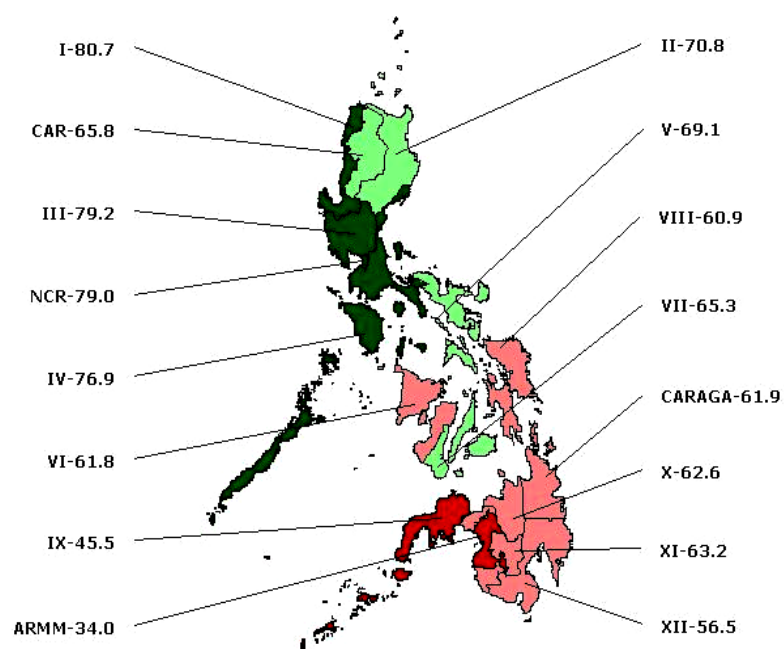 I-80.7
CAR-65.8
III-79.2
NCR-79.0
IV-76.9
VI-61.8
IX-45.5
ARMM-34.0
II-70.8
V-69.1
VIII-60.9
VII-65.3
CARAGA-61.9
X-62.6
XI-63.2
XII-56.5